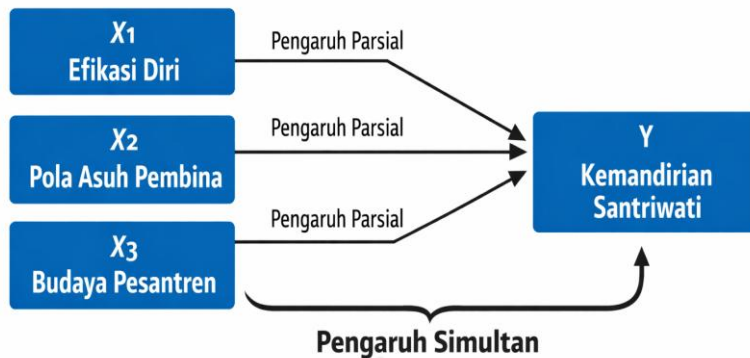 X1
Efikasi Diri
Pengaruh Parsial
X2
Pola Asuh Pembina
Pengaruh Parsial
X3
Budaya Pesantren
Pengaruh Parsial
Y
Kemandirian
Santriwati
Pengaruh Simultan